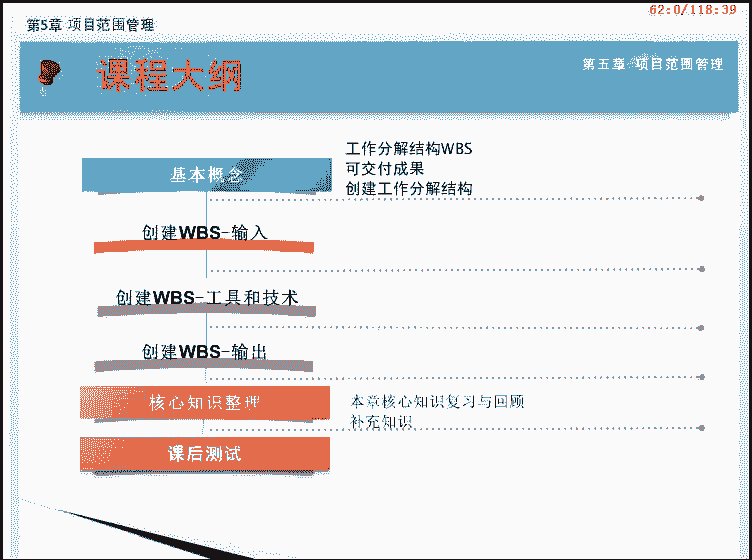 62:0/118:39
第5章 项目范围管理
课程大纲
第五章 项目范围管理
工作分解结构WBS
可交付成果
创建工作分解结构
基本概念
创建WBS-输入
创建WBS-工具和技术
创建WBS-输出
核心知识整理
本章核心知识复习与回顾
补充知识
课后测试